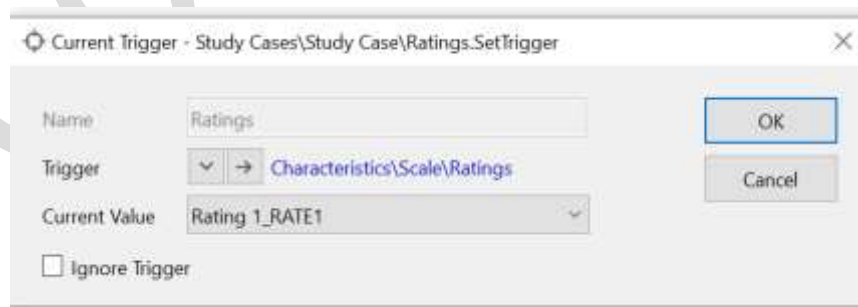 Current Trigger - Study Cases\Study Case\Ratings.SetTrigger
Name Ratings OK
Trigger Characteristics\Scale\Ratings Cancel
Current Value Rating 1_RATE1
Ignore Trigger